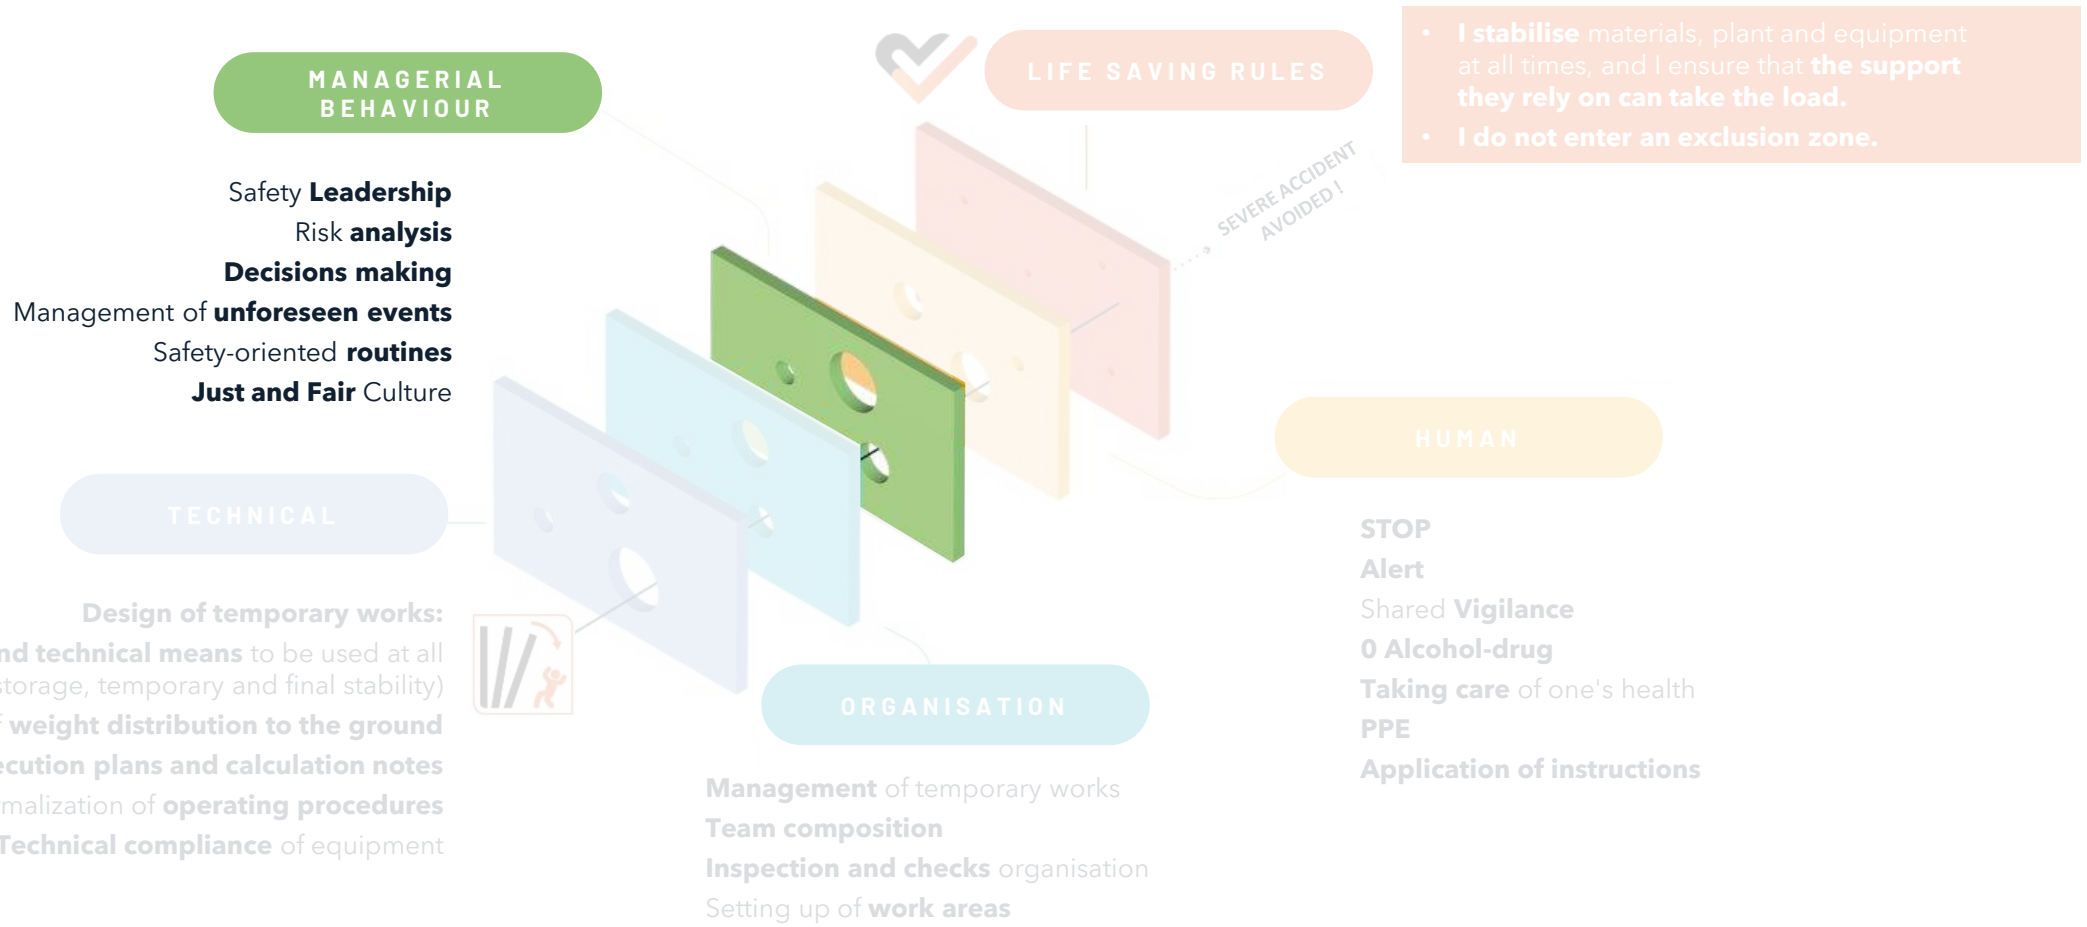 MANAGERIAL
BEHAVIOUR
Safety Leadership
Risk analysis
Decisions making
Management of unforeseen events
Safety-oriented routines
Just and Fair Culture
LIFE SAVING RULES
• I stabilise materials, plant and equipment
at all times, and I ensure that the support
they rely on can take the load.
• I do not enter an exclusion zone.
SEVERE ACCIDENT
AVOIDED !
TECHNICAL
Design of temporary works:
technical means to be used at all
storage, temporary and final stability)
weight distribution to the ground
plans and calculation notes
of operating procedures
Technical compliance of equipment
ORGANISATION
Management of temporary works
Team composition
Inspection and checks organisation
Setting up of work areas
HUMAN
STOP
Alert
Shared Vigilance
0 Alcohol-drug
Taking care of one's health
PPE
Application of instructions